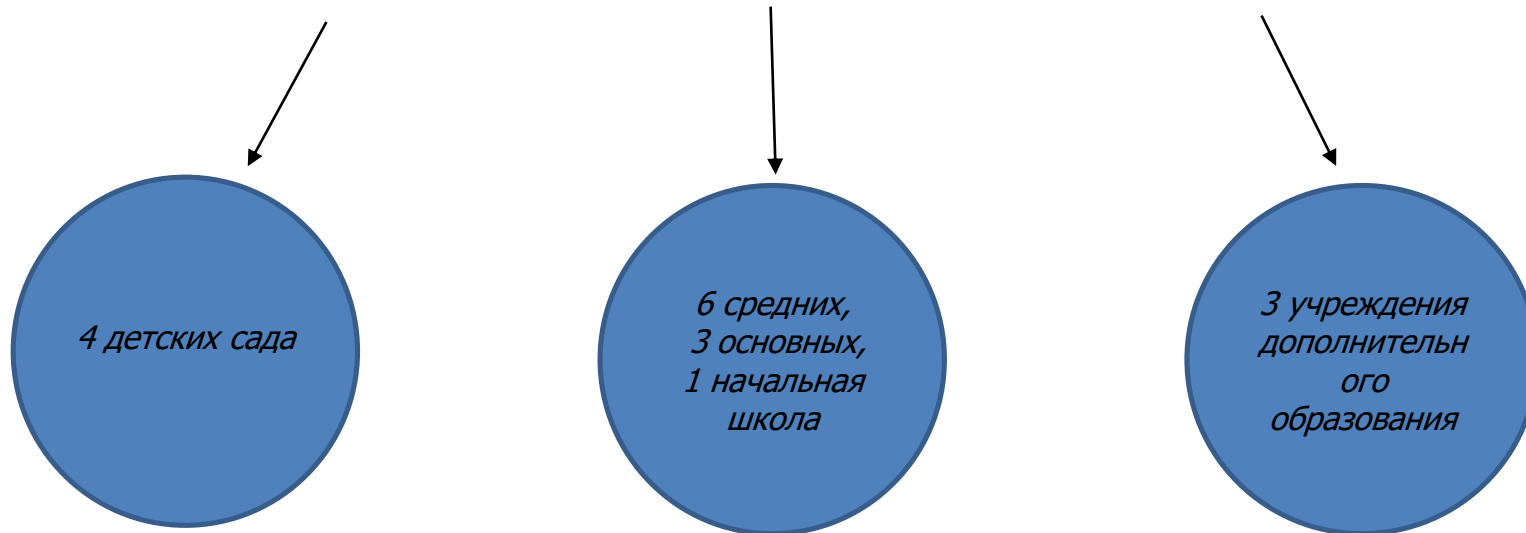 4 детских сада
6 средних,
3 основных,
1 начальная
школа
3 учреждения
дополнительн
ого
образования